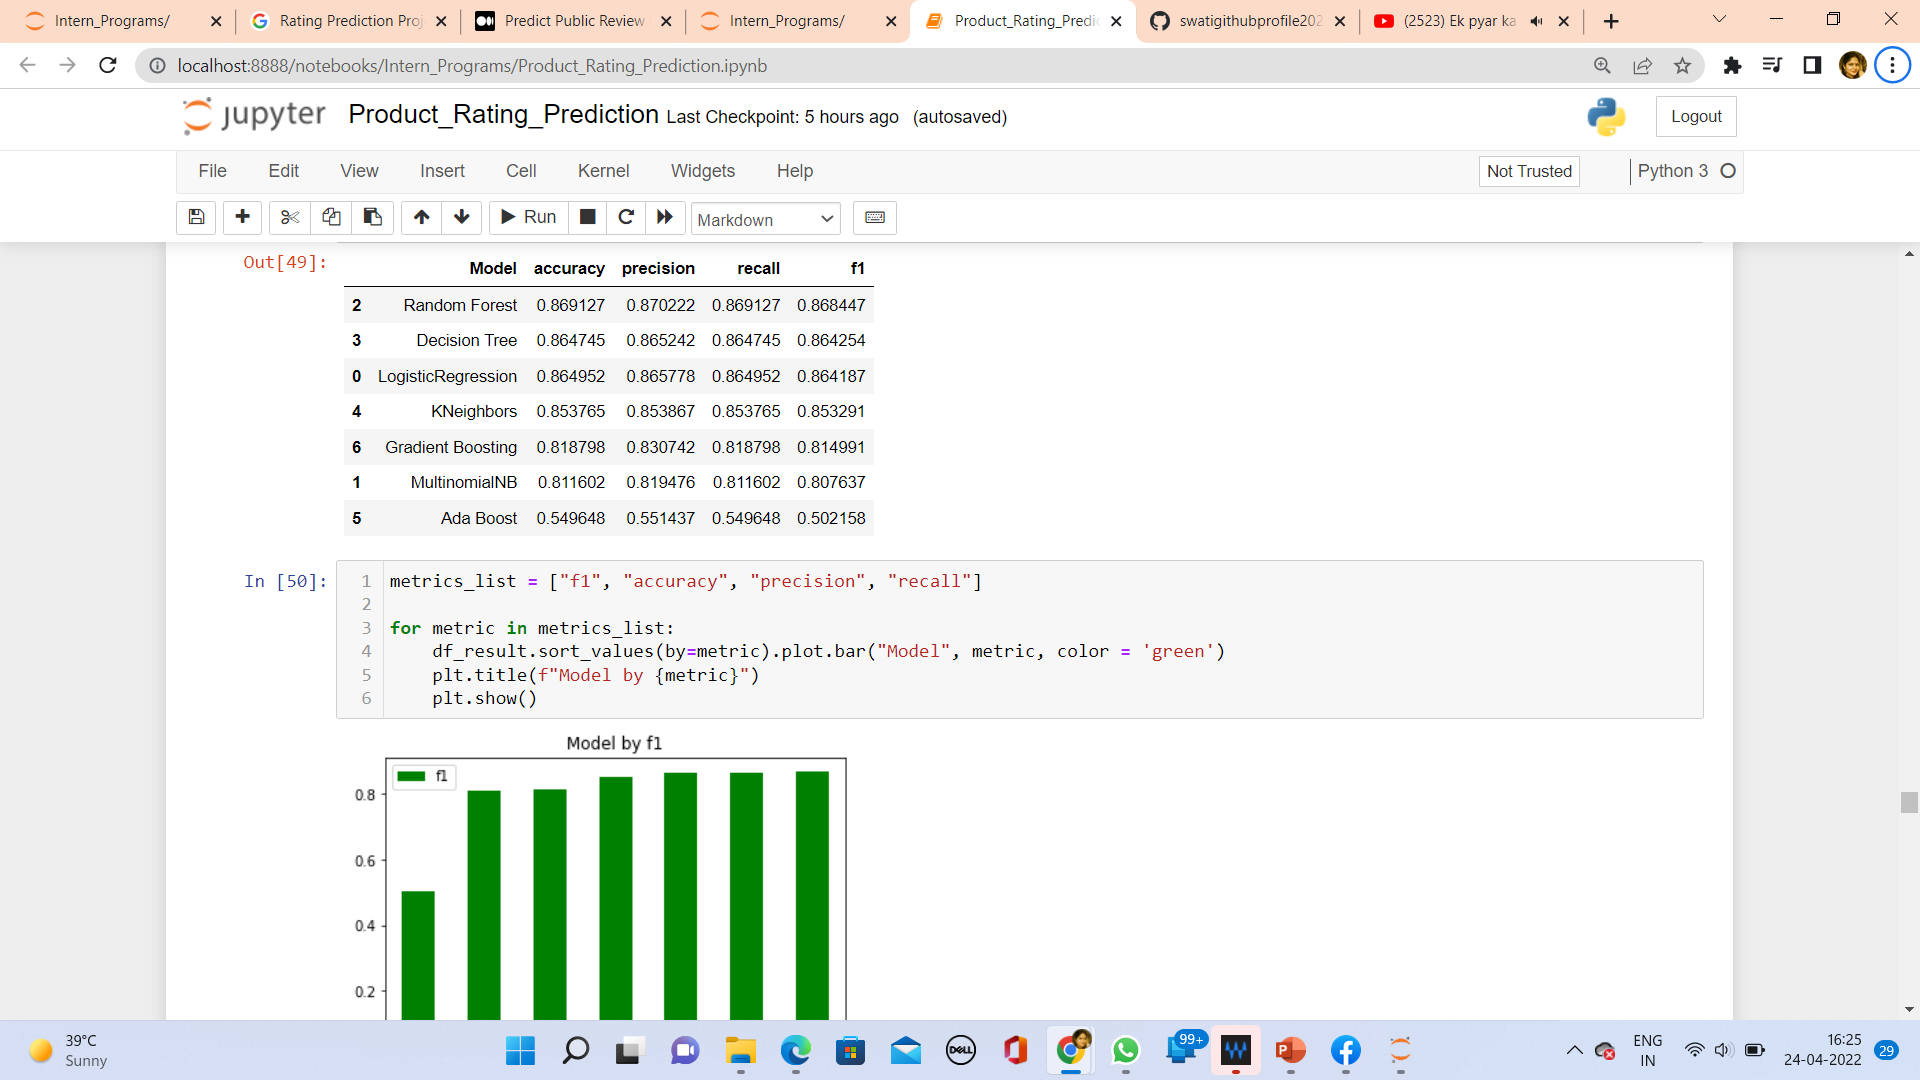 Intern_Programs/ Rating Prediction Proj Predict Public Review Intern_Programs/ Product_Rating_Predic swatigithubprofile202 (2523) Ek pyar ka
localhost:8888/notebooks/Intern_Programs/Product_Rating_Prediction.ipynb
jupyter Product_Rating_Prediction Last Checkpoint: 5 hours ago (autosaved) Logout
File Edit View Insert Cell Kernel Widgets Help Not Trusted Python 3
Run Markdown
Out[49]:
Model accuracy precision recall f1
2 Random Forest 0.869127 0.870222 0.869127 0.868447
3 Decision Tree 0.864745 0.865242 0.864745 0.864254
0 LogisticRegression 0.864952 0.865778 0.864952 0.864187
4 KNeighbors 0.853765 0.853867 0.853765 0.853291
6 Gradient Boosting 0.818798 0.830742 0.818798 0.814991
1 MultinomialNB 0.811602 0.819476 0.811602 0.807637
5 Ada Boost 0.549648 0.551437 0.549648 0.502158
In [50]:
1 metrics_list = ["f1", "accuracy", "precision", "recall"]
2
3 for metric in metrics_list:
4 df_result.sort_values(by=metric).plot.bar("Model", metric, color = 'green')
5 plt.title(f"Model by {metric}")
6 plt.show()
Model by f1
f1
0.8
0.6
0.4
0.2
39°C
Sunny
DELL
99+
ENG
IN
16:25
24-04-2022
29